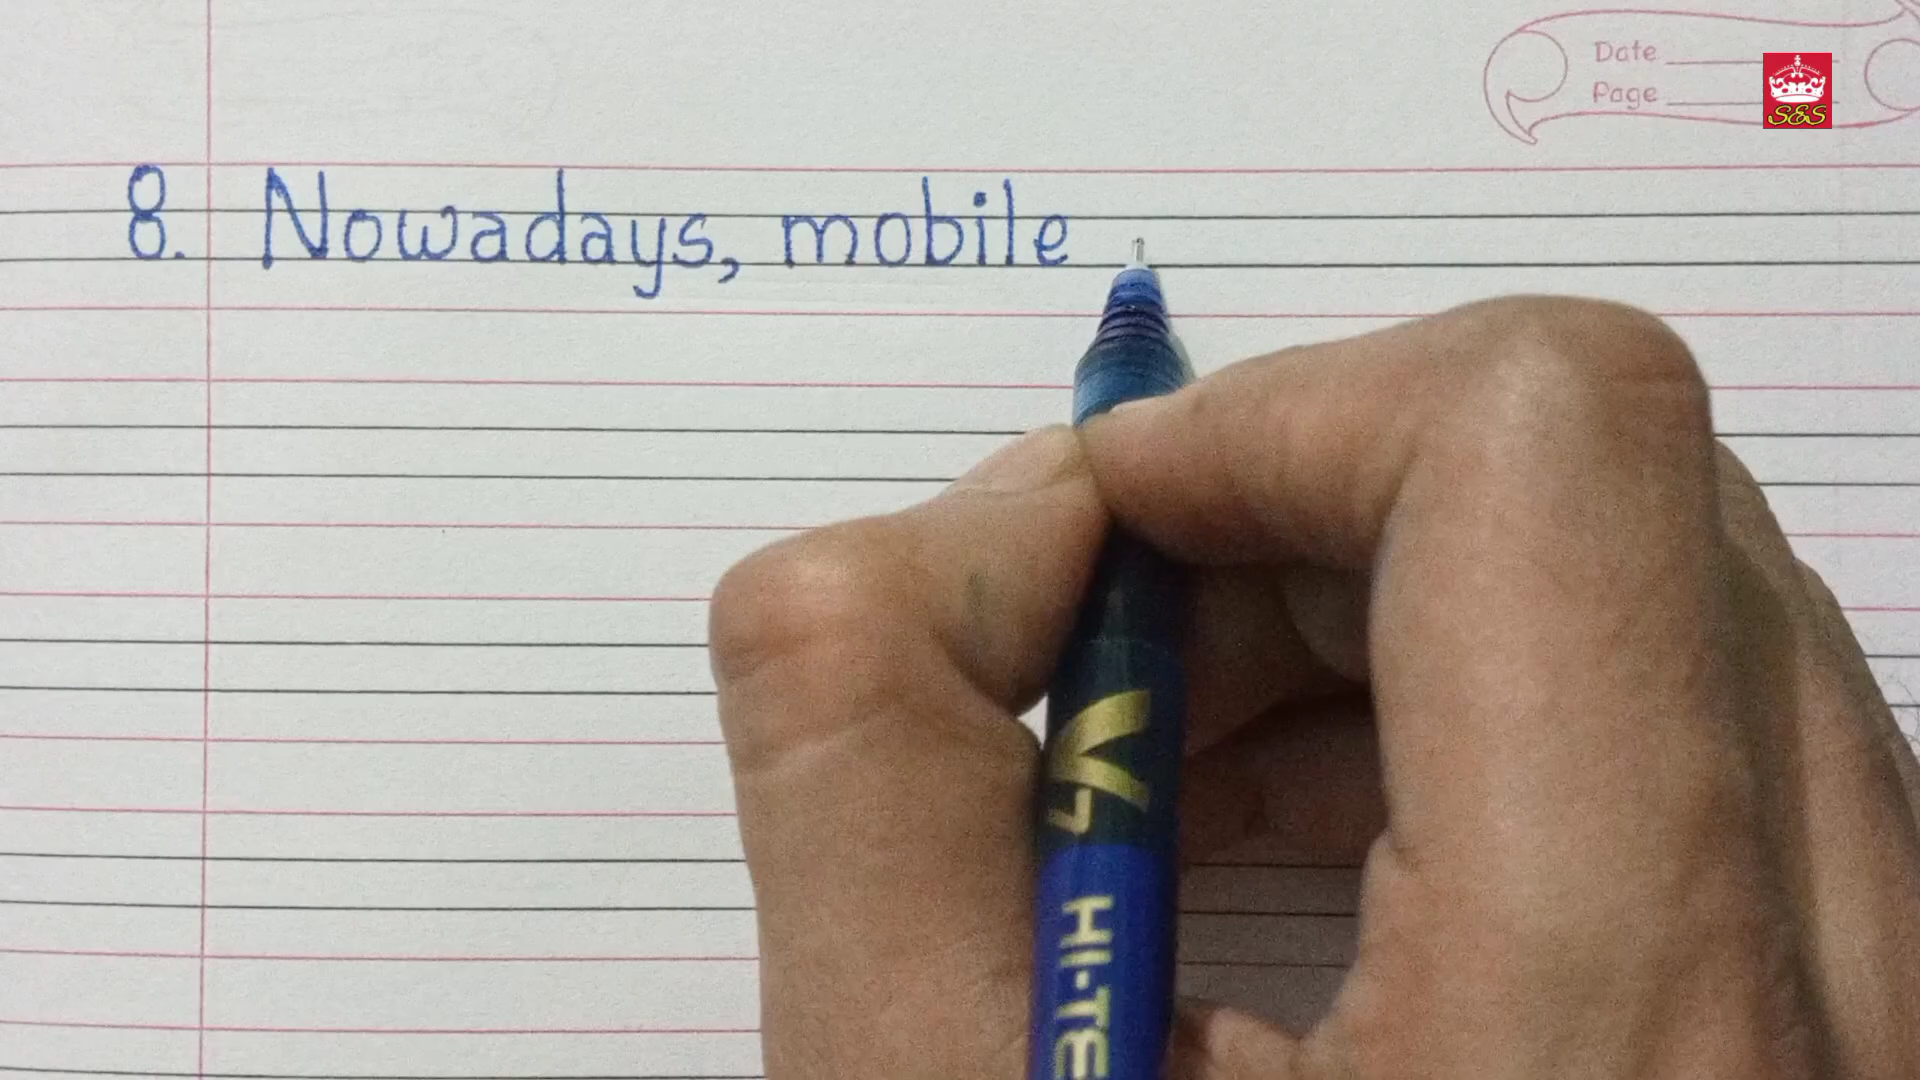 Date
Page
S&S
8. Nowadays, mobile
V7
HI-TE